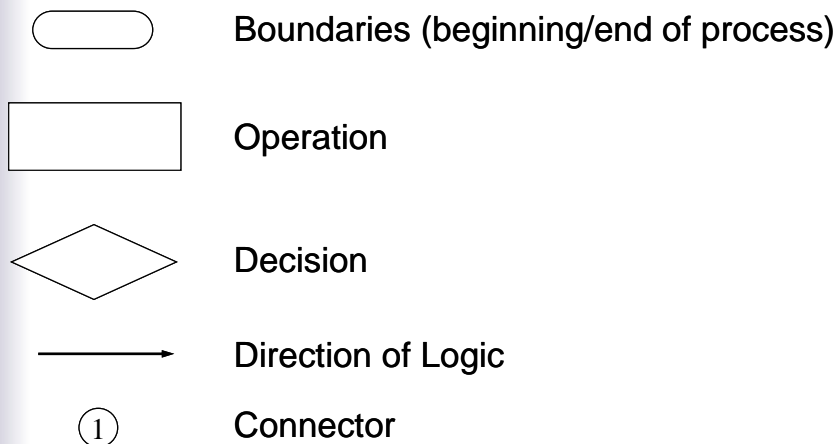 Boundaries (beginning/end of process)
Operation
Decision
Direction of Logic
1 Connector